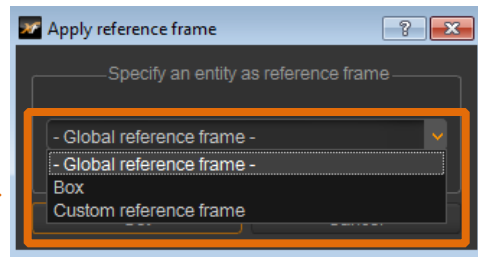 Apply reference frame
Specify an entity as reference frame
- Global reference frame -
- Global reference frame -
Box
Custom reference frame